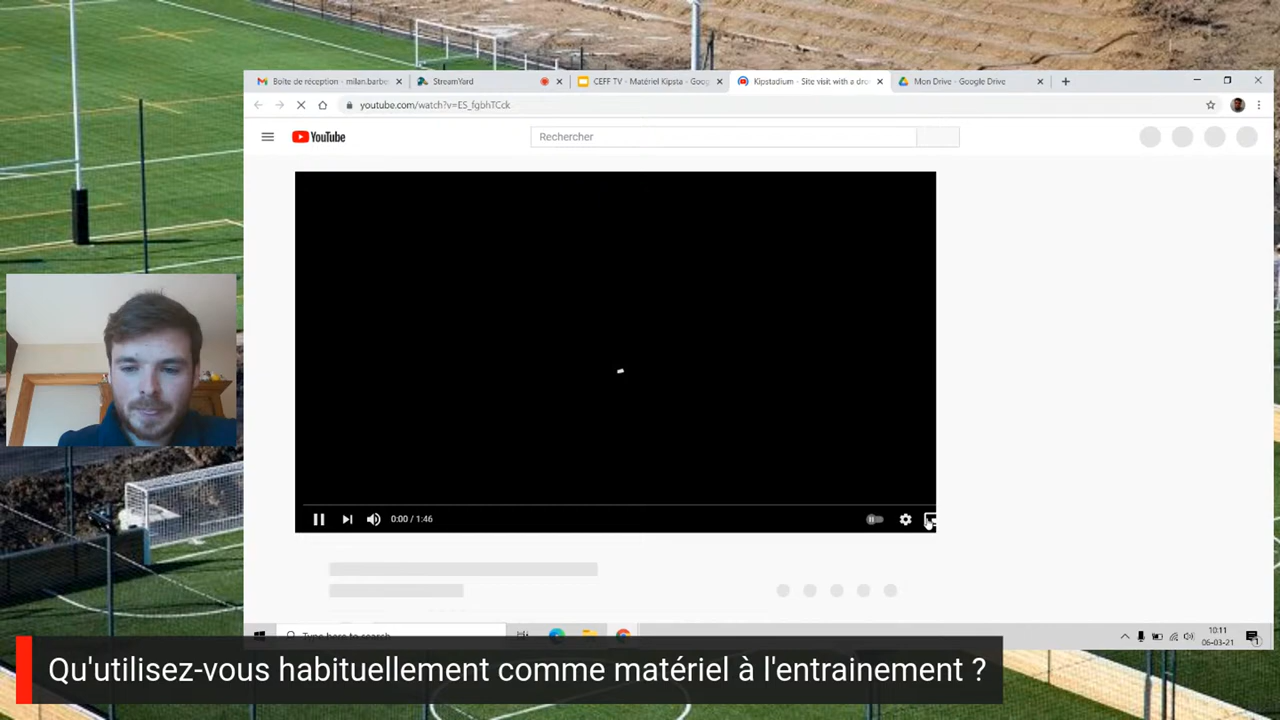 Boîte de réception - milan.barbe
StreamYard
CEFF TV - Matériel Kipsta - Goog
Kipstadium - Site visit with a dro
Mon Drive - Google Drive
youtube.com/watch?v=ES_fgbhTCck
YouTube
Rechercher
0:00 / 1:46
Type here to search
10:11
06-03-21
Qu'utilisez-vous habituellement comme matériel à l'entrainement ?